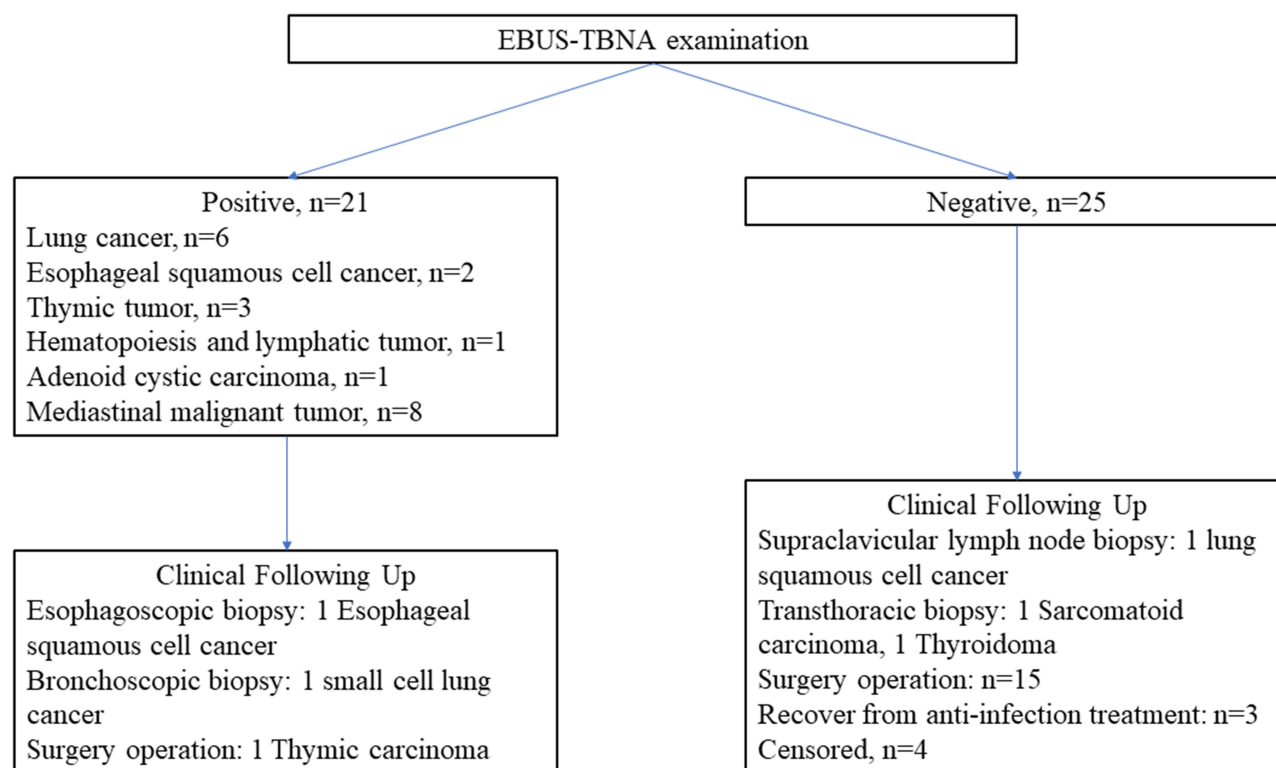 EBUS-TBNA examination
Positive, n=21
Lung cancer, n=6
Esophageal squamous cell cancer, n=2
Thymic tumor, n=3
Hematopoiesis and lymphatic tumor, n=1
Adenoid cystic carcinoma, n=1
Mediastinal malignant tumor, n=8
Negative, n=25
Clinical Following Up
Esophagoscopic biopsy: 1 Esophageal
squamous cell cancer
Bronchoscopic biopsy: 1 small cell lung
cancer
Surgery operation: 1 Thymic carcinoma
Clinical Following Up
Supraclavicular lymph node biopsy: 1 lung
squamous cell cancer
Transthoracic biopsy: 1 Sarcomatoid
carcinoma, 1 Thyroidoma
Surgery operation: n=15
Recover from anti-infection treatment: n=3
Censored, n=4